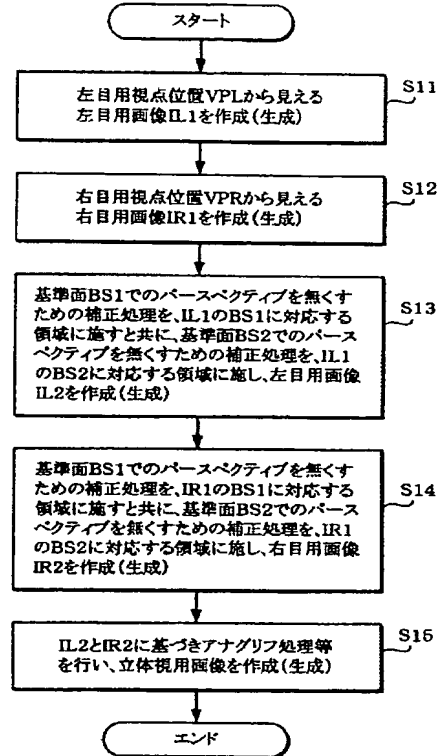 スタート
左目用視点位置VPLから見える
左目用画像IL1を作成(生成)
S11
右目用視点位置VPRから見える
右目用画像IR1を作成(生成)
S12
基準面BS1でのパースペクティブを無くす
ための補正処理を、IL1のBS1に対応する
領域に施すと共に、基準面BS2でのパース
ペクティブを無くすための補正処理を、IL1
のBS2に対応する領域に施し、左目用画像
IL2を作成(生成)
S13
基準面BS1でのパースペクティブを無くす
ための補正処理を、IR1のBS1に対応する
領域に施すと共に、基準面BS2でのパース
ペクティブを無くすための補正処理を、IR1
のBS2に対応する領域に施し、右目用画像
IR2を作成(生成)
S14
IL2とIR2に基づきアナグリフ処理等
を行い、立体視用画像を作成(生成)
S15
エンド